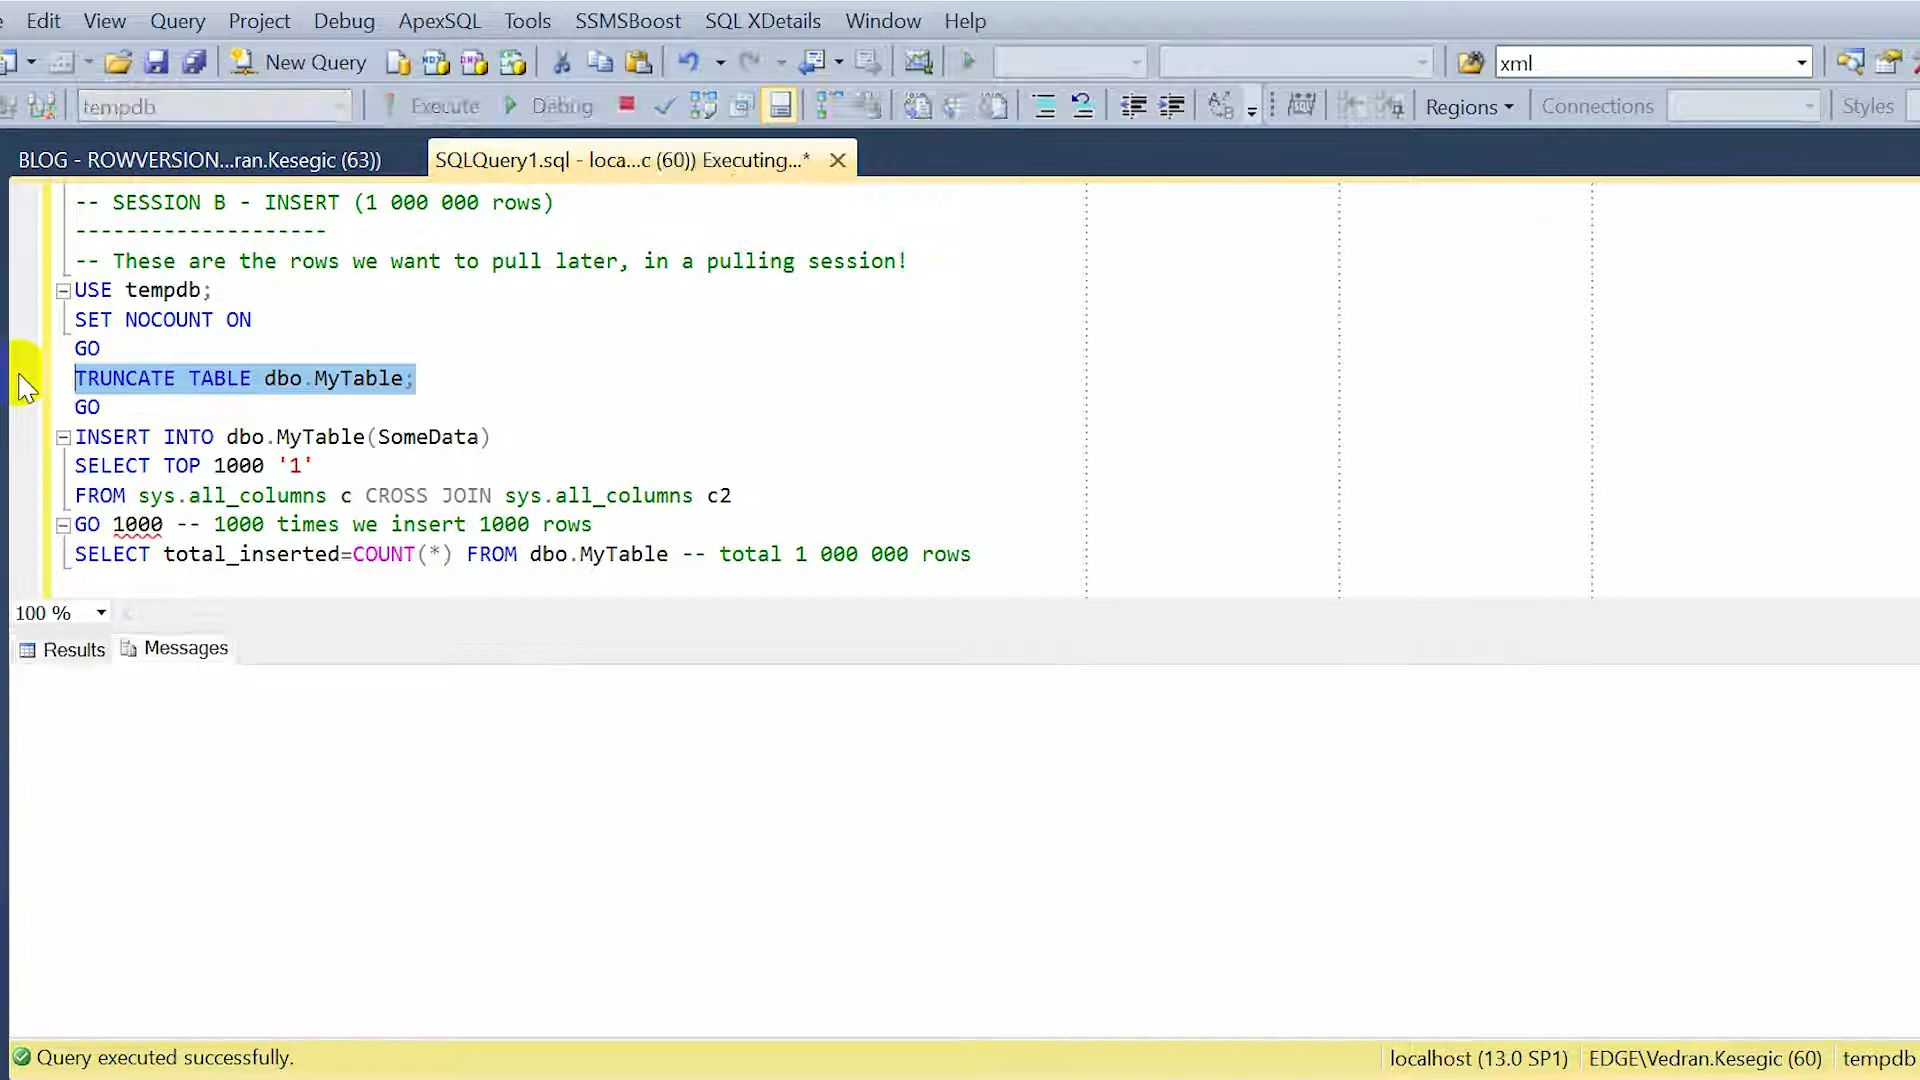 Edit View Query Project Debug ApexSQL Tools SSMSBoost SQL XDetails Window Help
New Query xml
tempdb Execute Debug Regions Connections Styles
BLOG - ROWVERSION...ran.Kesegic (63)) SQLQuery1.sql - loca...c (60)) Executing...*
-- SESSION B - INSERT (1 000 000 rows)
--------------------
-- These are the rows we want to pull later, in a pulling session!
USE tempdb;
SET NOCOUNT ON
GO
TRUNCATE TABLE dbo.MyTable;
GO
INSERT INTO dbo.MyTable(SomeData)
SELECT TOP 1000 '1'
FROM sys.all_columns c CROSS JOIN sys.all_columns c2
GO 1000 -- 1000 times we insert 1000 rows
SELECT total_inserted=COUNT(*) FROM dbo.MyTable -- total 1 000 000 rows
100 %
Results Messages
Query executed successfully. localhost (13.0 SP1) EDGE\Vedran.Kesegic (60) tempdb